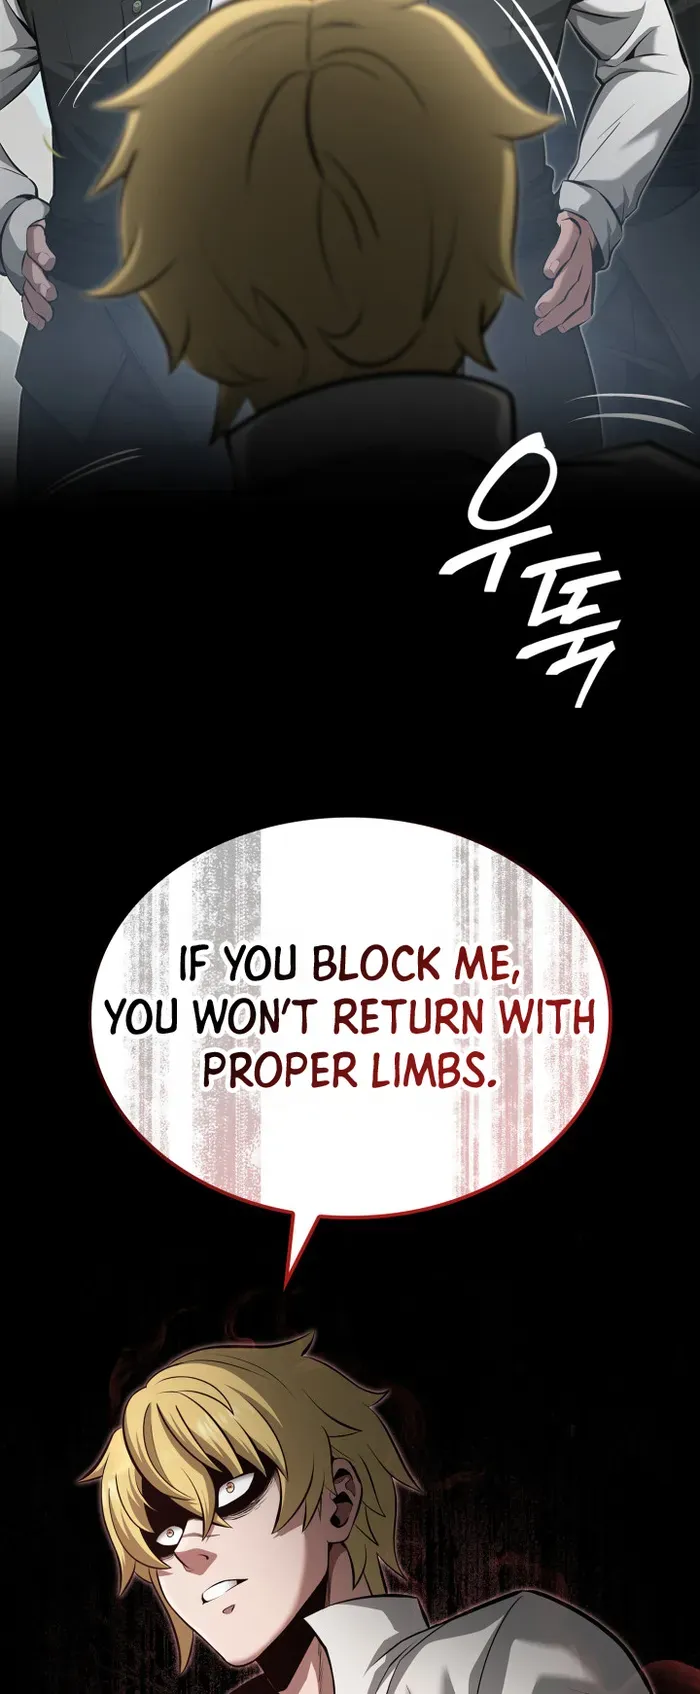 우뚝
IF YOU BLOCK ME,
YOU WON'T RETURN WITH
PROPER LIMBS.